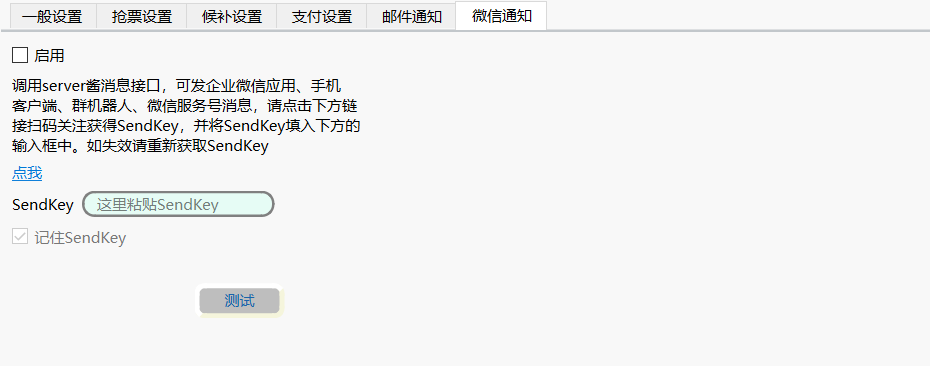 一般设置 抢票设置 候补设置 支付设置 邮件通知 微信通知
启用
调用server酱消息接口，可发企业微信应用、手机
客户端、群机器人、微信服务号消息，请点击下方链
接扫码关注获得SendKey，并将SendKey填入下方的
输入框中。如失效请重新获取SendKey
点我
SendKey 这里粘贴SendKey
记住SendKey
测试